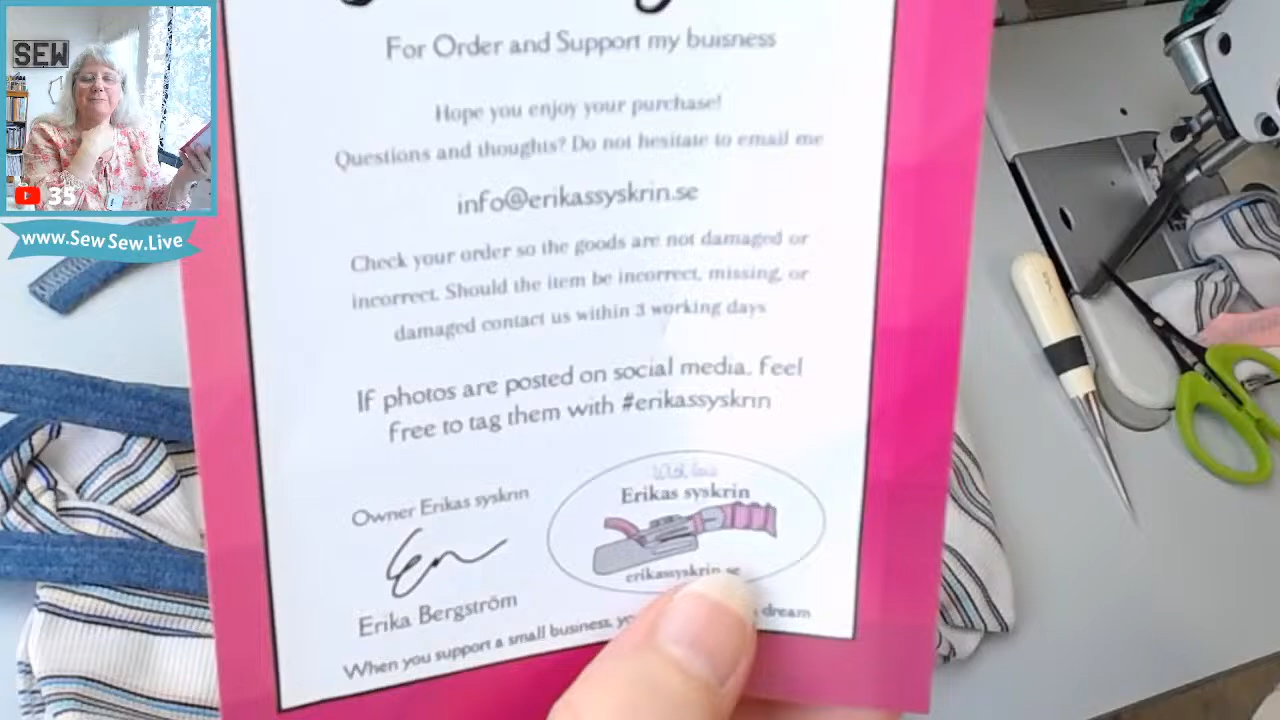 SEW
35
www.SewSew.Live
For Order and Support my buisness
Hope you enjoy your purchase!
Questions and thoughts? Do not hesitate to email me
info@erikassyskrin.se
Check your order so the goods are not damaged or
incorrect. Should the item be incorrect, missing, or
damaged contact us within 3 working days
If photos are posted on social media. Feel
free to tag them with #erikassyskrin
Owner Erikas syskrin
Erika Bergström
Erikas syskrin
erikassyskrin.se
When you support a small business, dream